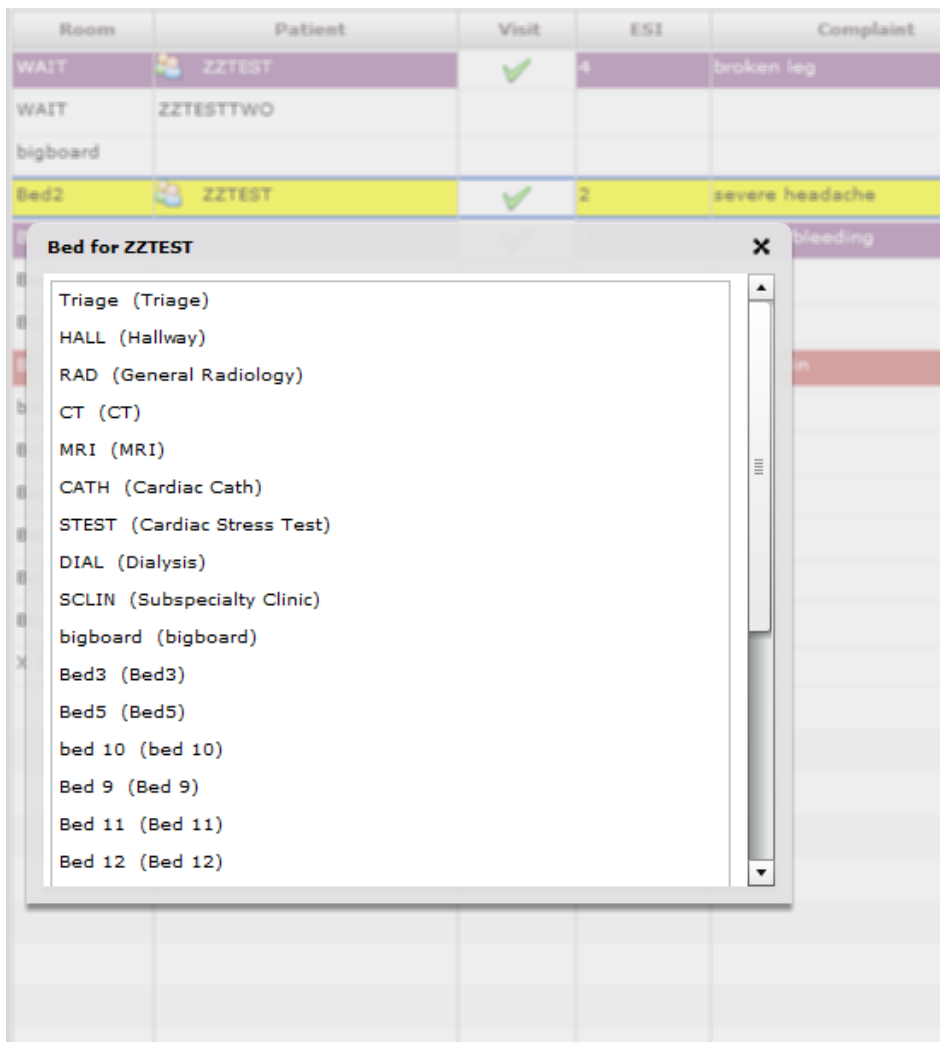 Room Patient Visit ESI Complaint
WAIT ZZTEST 4 broken leg
WAIT ZZTESTTWO
bigboard
Bed2 ZZTEST 2 severe headache
bleeding
Bed for ZZTEST
Triage (Triage)
HALL (Hallway)
RAD (General Radiology)
CT (CT)
MRI (MRI)
CATH (Cardiac Cath)
STEST (Cardiac Stress Test)
DIAL (Dialysis)
SCLIN (Subspecialty Clinic)
bigboard (bigboard)
Bed3 (Bed3)
Bed5 (Bed5)
bed 10 (bed 10)
Bed 9 (Bed 9)
Bed 11 (Bed 11)
Bed 12 (Bed 12)